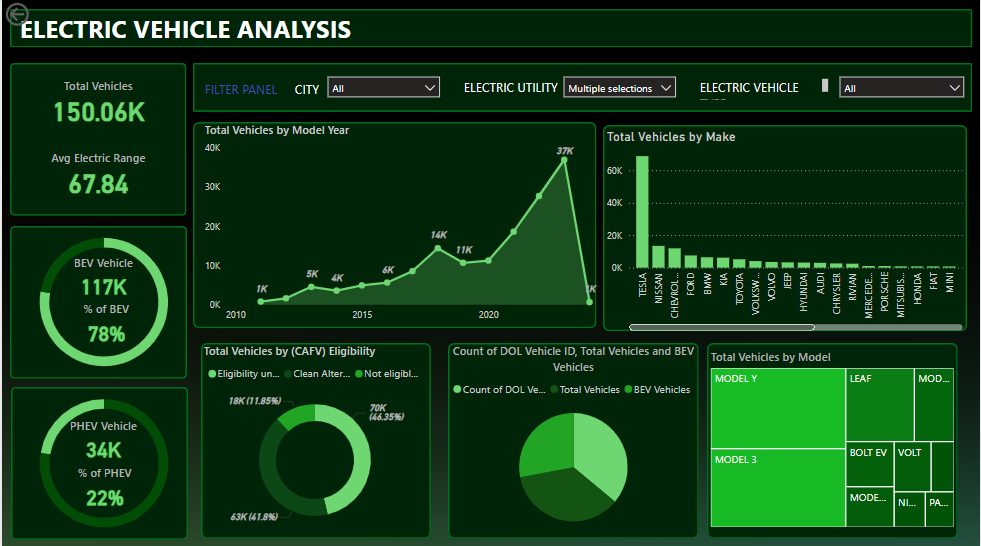 ELECTRIC VEHICLE ANALYSIS
Total Vehicles
150.06K
Avg Electric Range
67.84
FILTER PANEL
CITY
All
ELECTRIC UTILITY
Multiple selections
ELECTRIC VEHICLE
All
Total Vehicles by Model Year
40K
30K
20K
10K
0K
1K
5K
4K
6K
14K
11K
37K
1K
2010
2015
2020
Total Vehicles by Make
60K
40K
20K
0K
TESLA
NISSAN
CHEVROL...
FORD
BMW
KIA
TOYOTA
VOLKSW...
VOLVO
JEEP
HYUNDAI
AUDI
CHRYSLER
RIVIAN
MERCEDE...
PORSCHE
MITSUBIS...
HONDA
FIAT
MINI
BEV Vehicle
117K
% of BEV
78%
PHEV Vehicle
34K
% of PHEV
22%
Total Vehicles by (CAFV) Eligibility
Eligibility un...
Clean Alter...
Not eligibl...
18K (11.85%)
70K
(46.35%)
63K (41.8%)
Count of DOL Vehicle ID, Total Vehicles and BEV
Vehicles
Count of DOL Ve...
Total Vehicles
BEV Vehicles
Total Vehicles by Model
MODEL Y
LEAF
MOD...
MODEL 3
BOLT EV
VOLT
MODE...
NI...
PA...